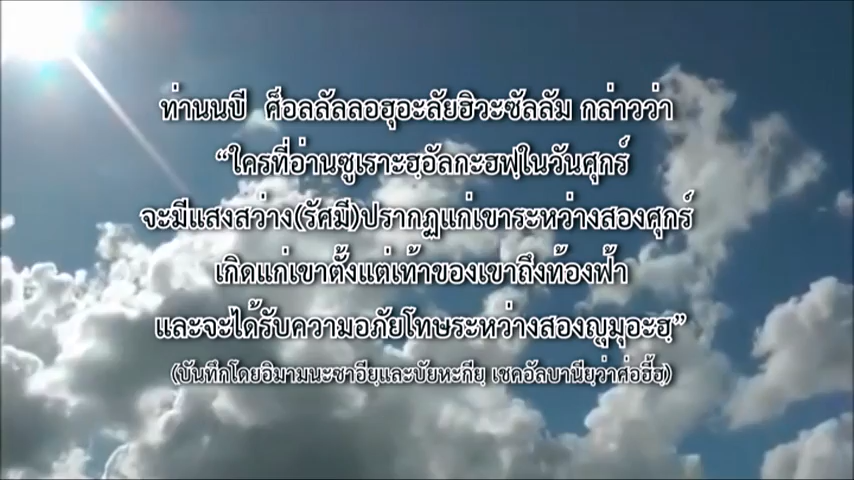 ท่านนบี ศ็อลลัลลอฮุอะลัยฮิวะซัลลัม กล่าวว่า
“ใครที่อ่านซูเราะฮฺอัลกะฮฟฺในวันศุกร์
จะมีแสงสว่าง(รัศมี)ปรากฏแก่เขาระหว่างสองศุกร์
เกิดแก่เขาตั้งแต่เท้าของเขาถึงท้องฟ้า
และจะได้รับความอภัยโทษระหว่างสองญุมุอะฮฺ”
(บันทึกโดยอิมามนะซาอียฺและบัยหะกียฺ เชคอัลบานียฺว่าศ่อฮี้ฮฺ)